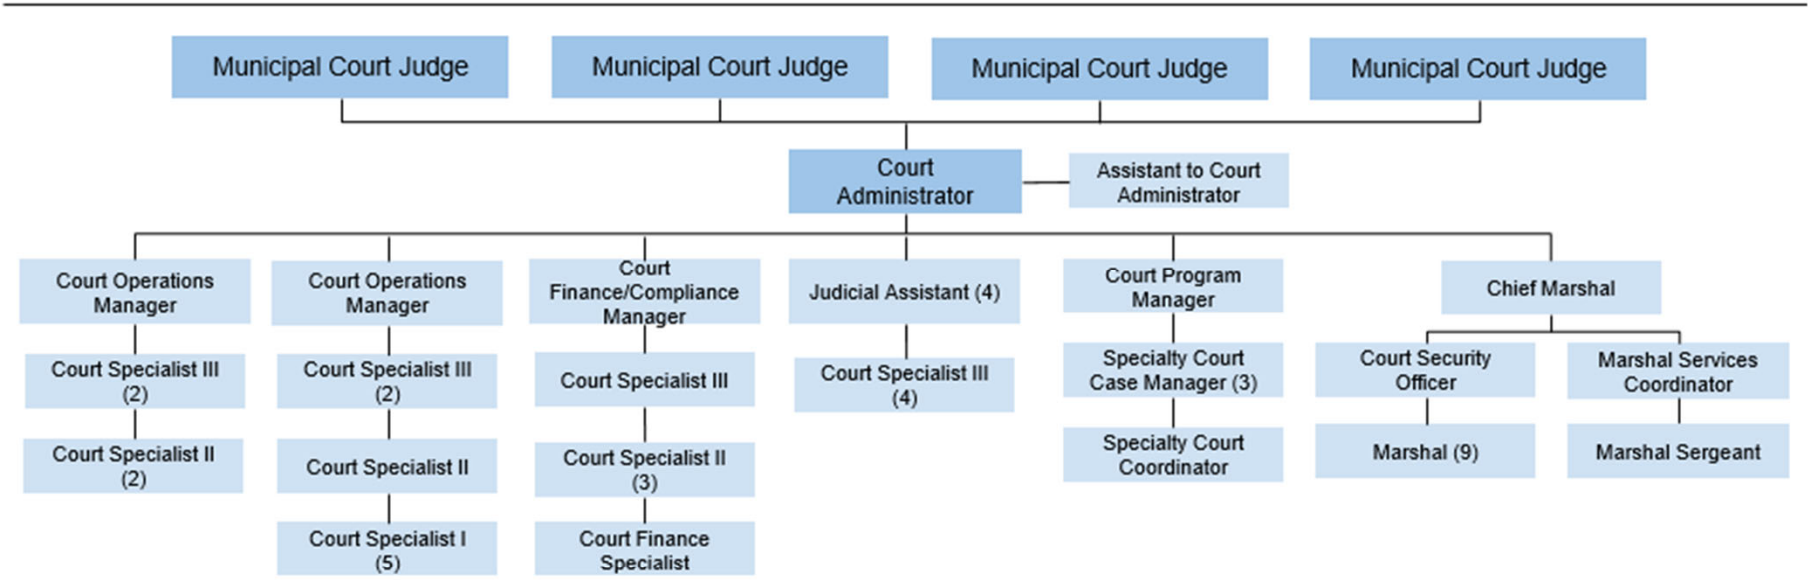 Municipal Court Judge
Municipal Court Judge
Municipal Court Judge
Municipal Court Judge
Court
Administrator
Assistant to Court
Administrator
Court Operations
Manager
Court Operations
Manager
Court
Finance/Compliance
Manager
Judicial Assistant (4)
Court Program
Manager
Chief Marshal
Court Specialist III
(2)
Court Specialist III
(2)
Court Specialist III
Court Specialist III
(4)
Specialty Court
Case Manager (3)
Court Security
Officer
Marshal Services
Coordinator
Court Specialist II
(2)
Court Specialist II
Court Specialist II
(3)
Specialty Court
Coordinator
Marshal (9)
Marshal Sergeant
Court Specialist I
(5)
Court Finance
Specialist